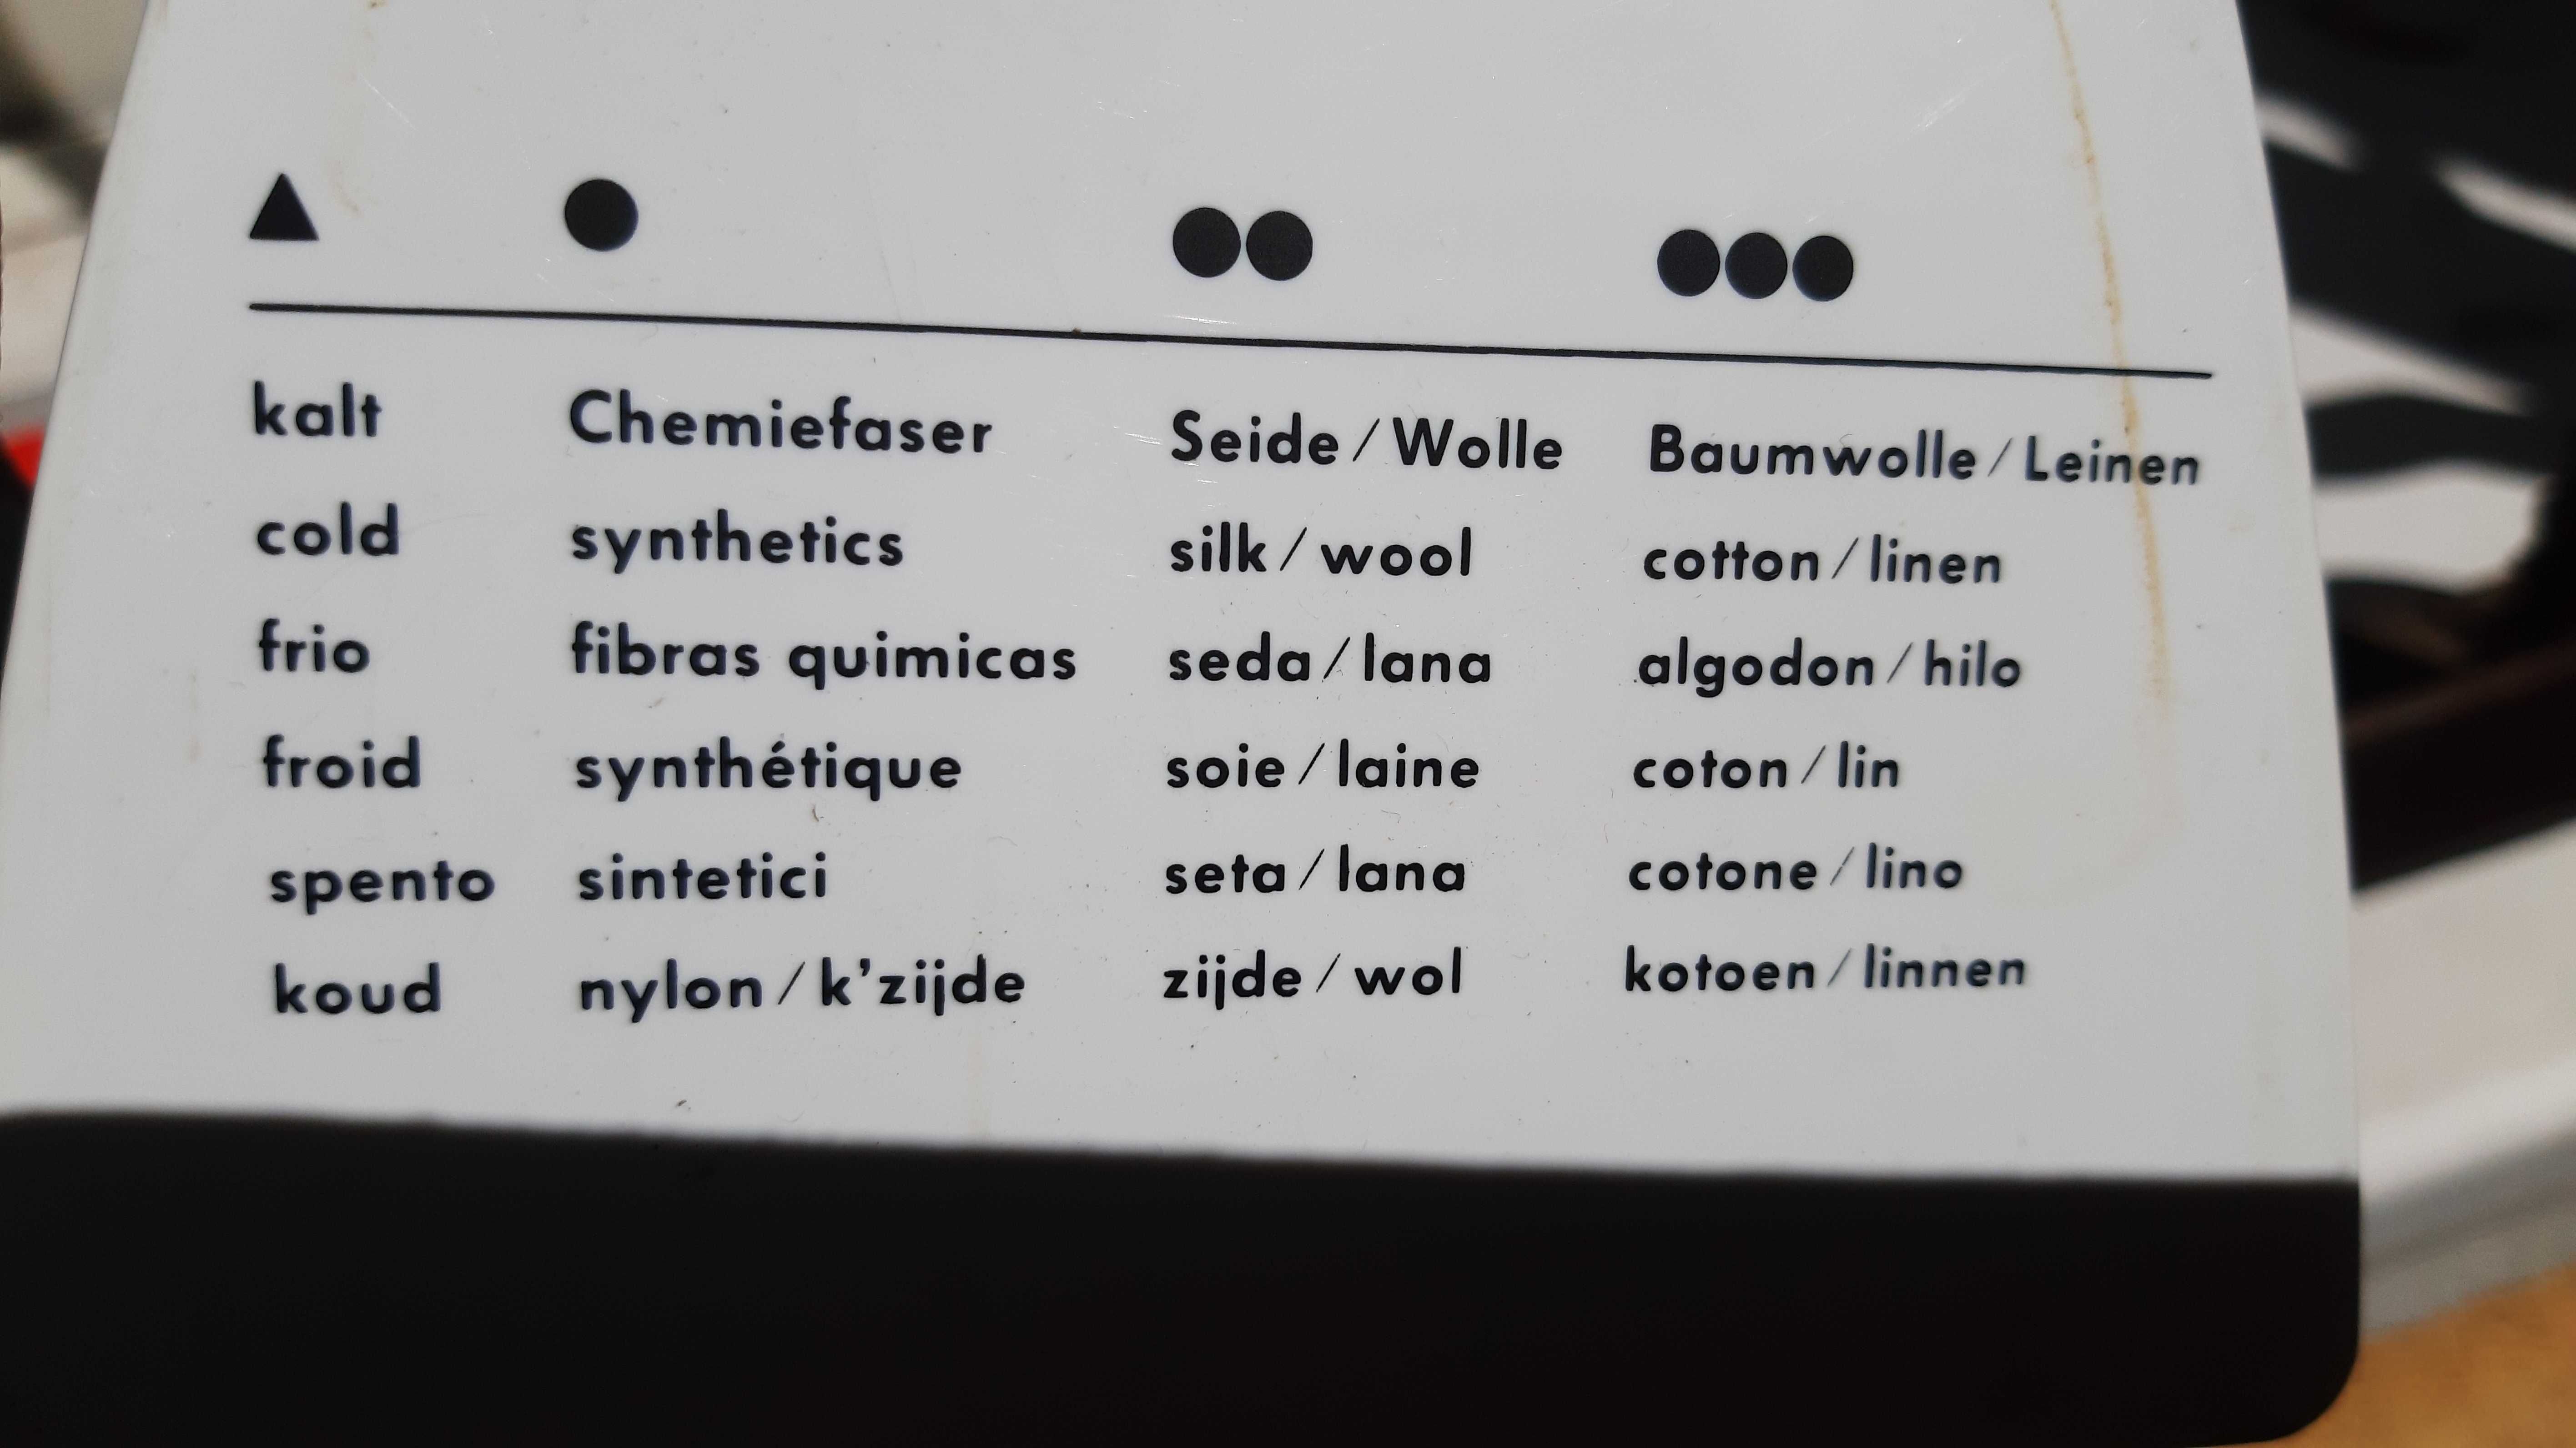 ▲ ● ●● ●●●
kalt Chemiefaser Seide/Wolle Baumwolle/Leinen
cold synthetics silk/wool cotton/linen
frio fibras quimicas seda/lana algodon/hilo
froid synthétique soie/laine coton/lin
spento sintetici seta/lana cotone/lino
koud nylon/k'zijde zijde/wol kotoen/linnen